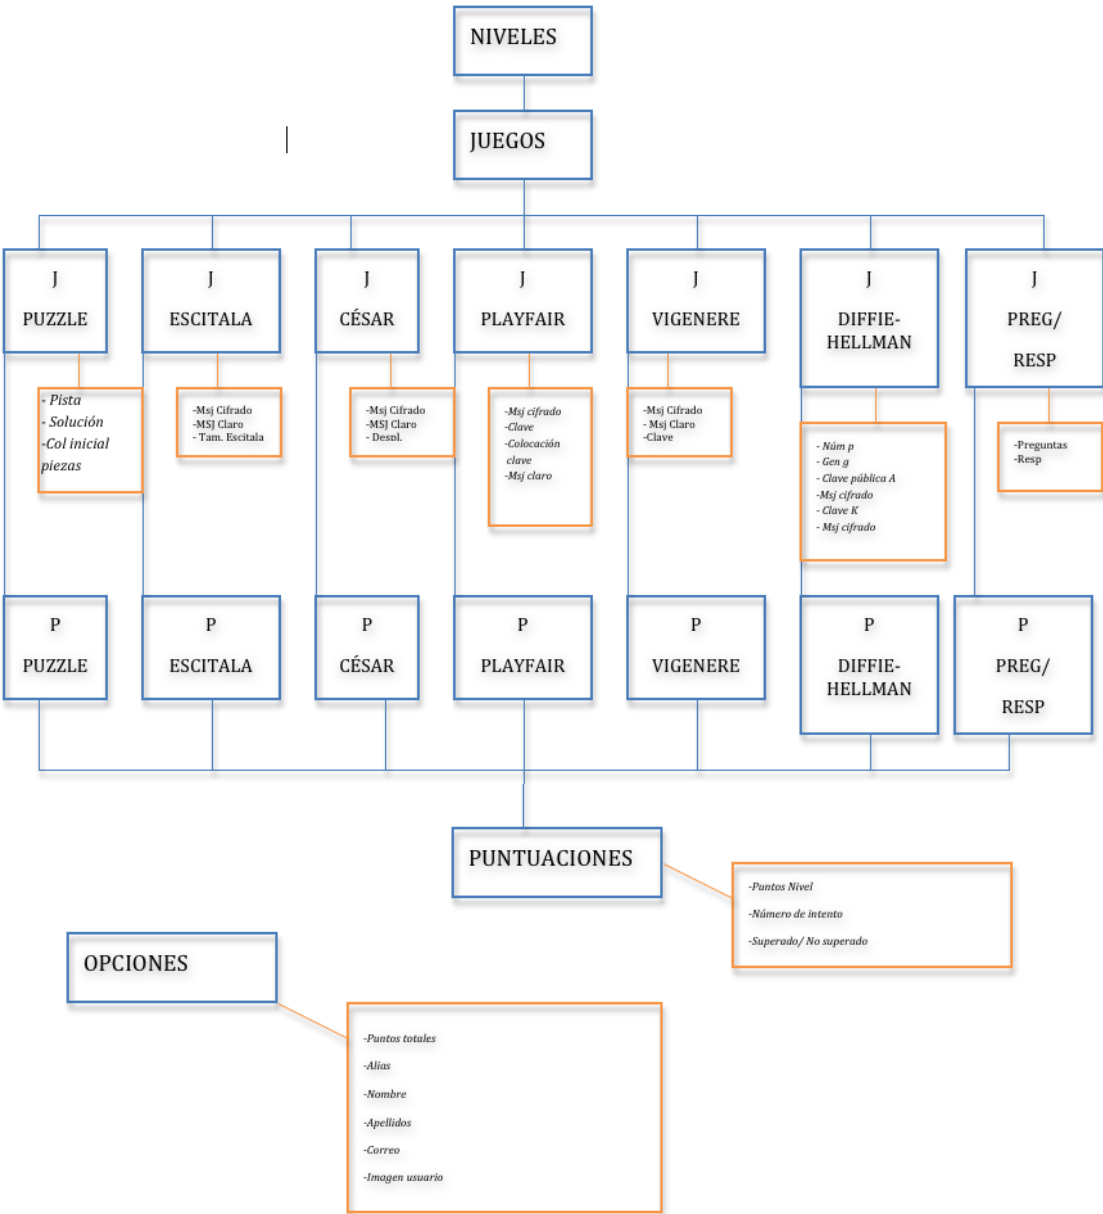 NIVELES
JUEGOS
J
PUZZLE
J
ESCITALA
J
CÉSAR
J
PLAYFAIR
J
VIGENERE
J
DIFFIE-
HELLMAN
J
PREG/
RESP
- Pista
- Solución
-Col inicial
piezas
-Msj Cifrado
-MSJ Claro
- Tam. Escitala
-Msj Cifrado
-MSJ Claro
- Despl.
-Msj cifrado
-Clave
-Colocación
clave
-Msj claro
-Msj Cifrado
- Msj Claro
-Clave
- Núm p
- Gen g
- Clave pública A
-Msj cifrado
- Clave K
- Msj cifrado
-Preguntas
-Resp
P
PUZZLE
P
ESCITALA
P
CÉSAR
P
PLAYFAIR
P
VIGENERE
P
DIFFIE-
HELLMAN
P
PREG/
RESP
PUNTUACIONES
-Puntos Nivel
-Número de intento
-Superado/ No superado
OPCIONES
-Puntos totales
-Alias
-Nombre
-Apellidos
-Correo
-Imagen usuario